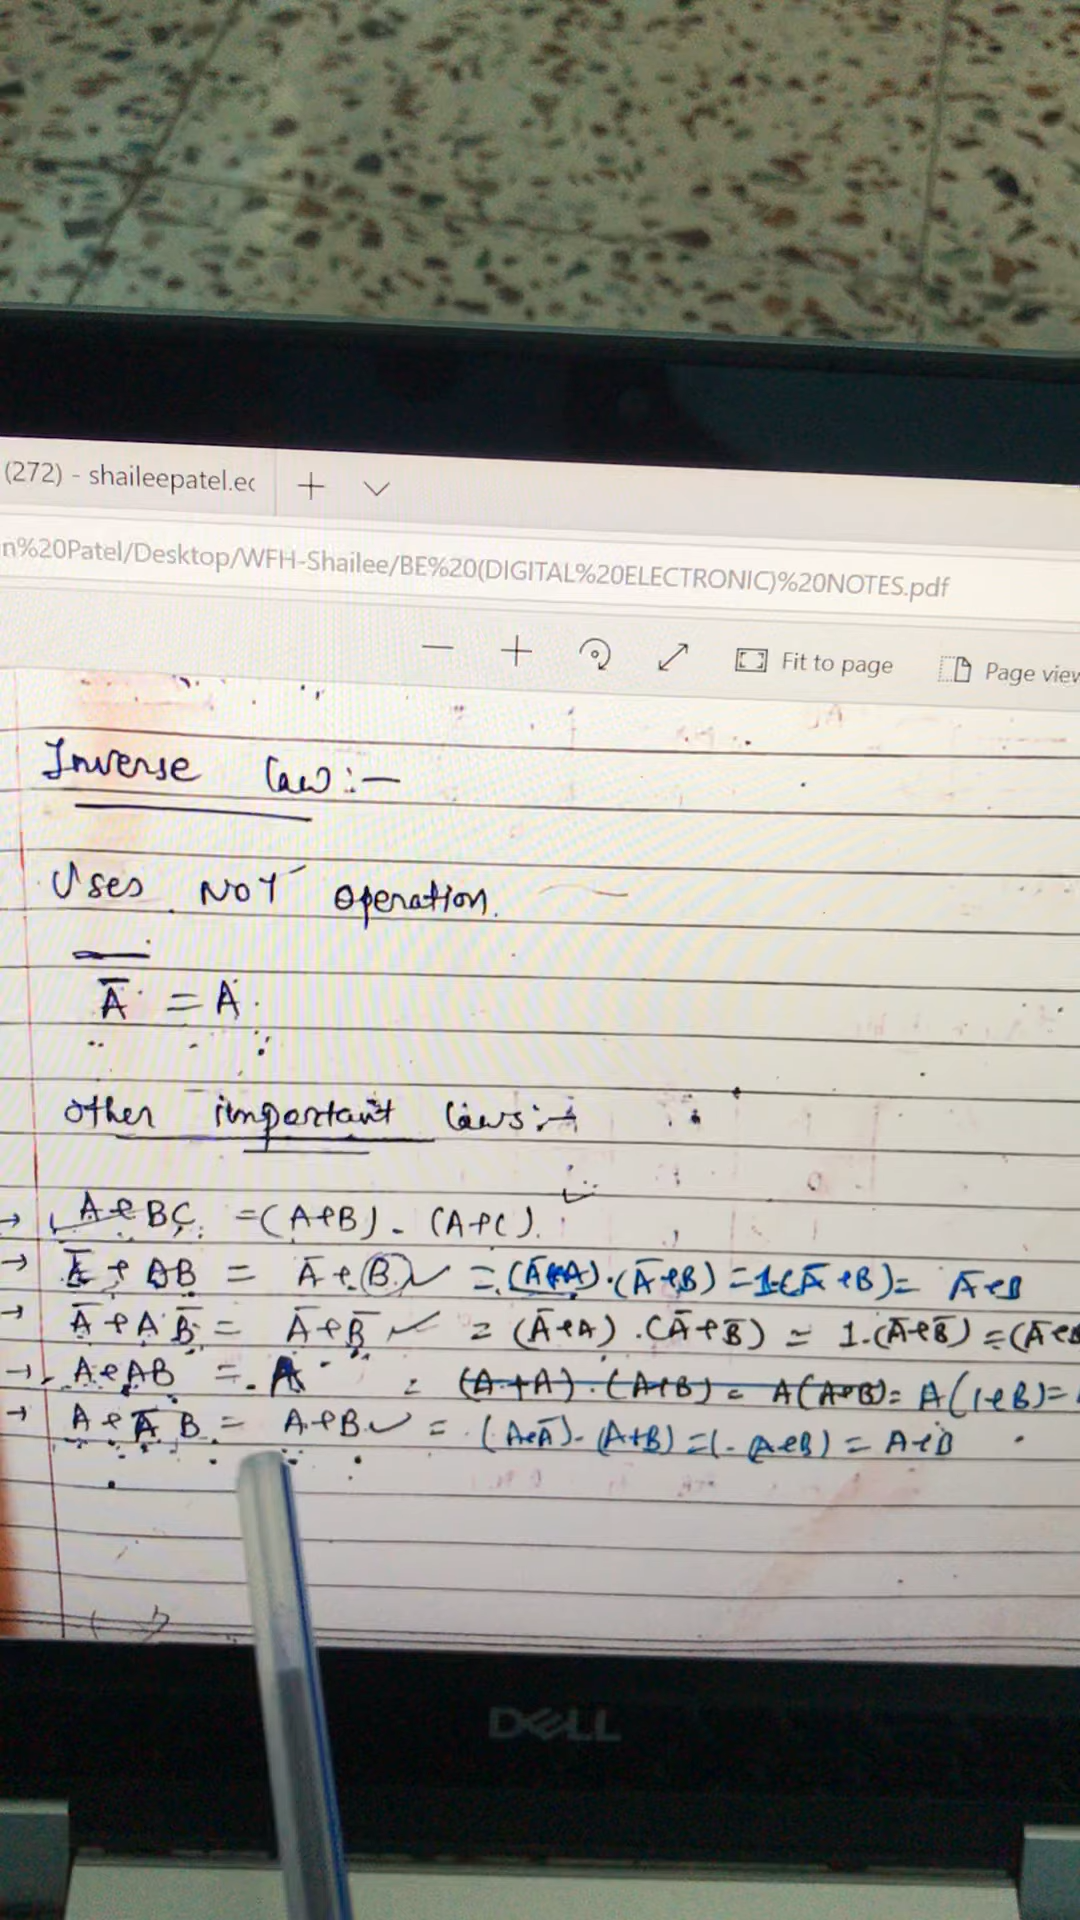 (272) - shaileepatel.ec
n%20Patel/Desktop/WFH-Shailee/BE%20(DIGITAL%20ELECTRONIC)%20NOTES.pdf
Fit to page Page view
Inverse Law:-
Uses NOT operation.
A̿ = A.
Other important Laws:-
→ A+BC = (A+B) . (A+C).
→ A̅ + AB = A̅+B = (A̅+A).(A̅+B) = 1.(A̅+B) = A̅+B
→ A̅+AB̅ = A̅+B̅ = (A̅+A).(A̅+B̅) = 1.(A̅+B̅) = (A̅+B
→ A+AB = A = (A+A).(A+B) = A(A+B) = A(1+B) =
→ A+A̅B = A+B = (A+A̅).(A+B) = 1.(A+B) = A+B
DELL